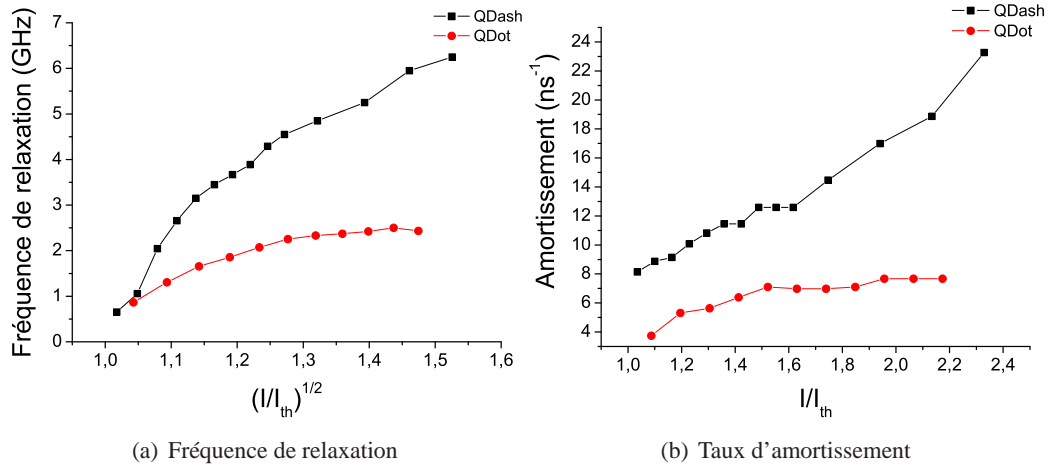 QDash
QDot
Fréquence de relaxation (GHz)
7
6
5
4
3
2
1
0
1,0 1,1 1,2 1,3 1,4 1,5 1,6
(I/I_th)^1/2
(a) Fréquence de relaxation
QDash
QDot
Amortissement (ns^-1)
24
22
20
18
16
14
12
10
8
6
4
1,0 1,2 1,4 1,6 1,8 2,0 2,2 2,4
I/I_th
(b) Taux d'amortissement